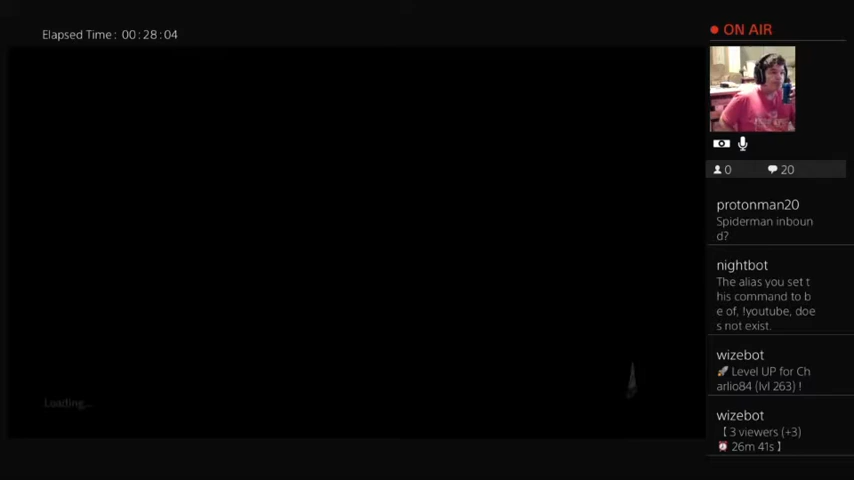 Elapsed Time: 00:28:04
ON AIR
0 20
protonman20
Spiderman inboun
d?
nightbot
The alias you set t
his command to b
e of, !youtube, doe
s not exist.
wizebot
🚀 Level UP for Ch
arlio84 (lvl 263) !
wizebot
【 3 viewers (+3)
⏰ 26m 41s 】
Loading...